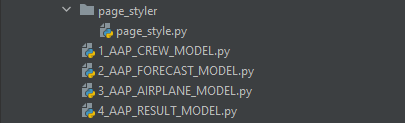 page_styler
page_style.py
1_AAP_CREW_MODEL.py
2_AAP_FORECAST_MODEL.py
3_AAP_AIRPLANE_MODEL.py
4_AAP_RESULT_MODEL.py